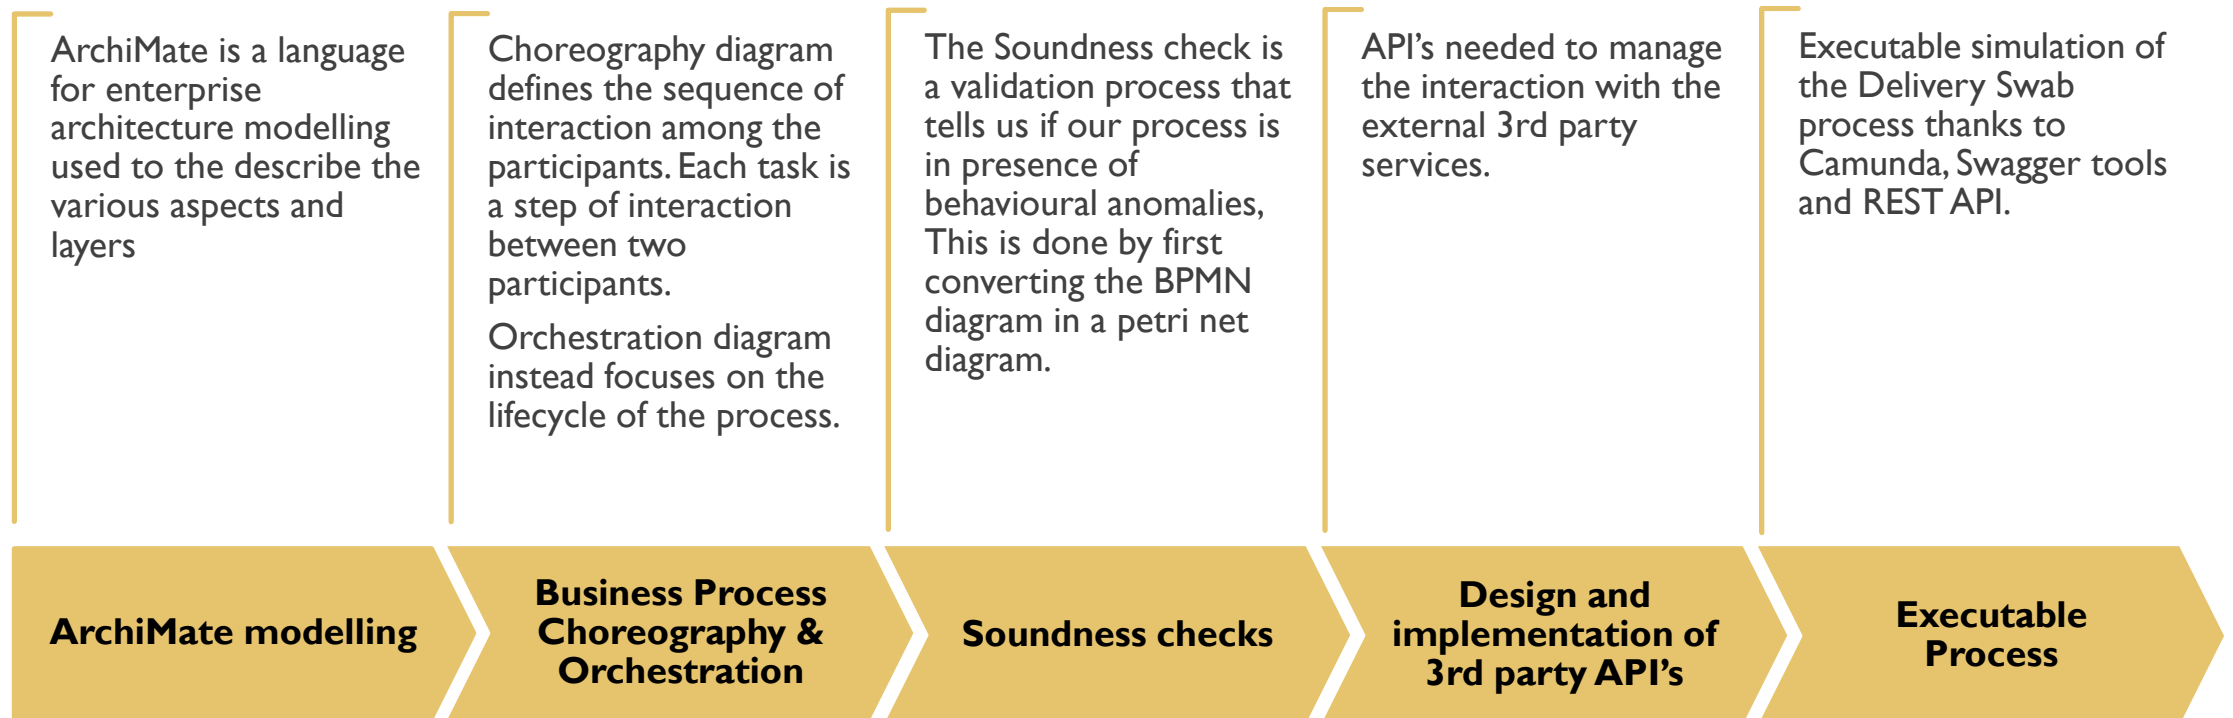 ArchiMate is a language
for enterprise
architecture modelling
used to the describe the
various aspects and
layers
Choreography diagram
defines the sequence of
interaction among the
participants. Each task is
a step of interaction
between two
participants.
Orchestration diagram
instead focuses on the
lifecycle of the process.
The Soundness check is
a validation process that
tells us if our process is
in presence of
behavioural anomalies,
This is done by first
converting the BPMN
diagram in a petri net
diagram.
API’s needed to manage
the interaction with the
external 3rd party
services.
Executable simulation of
the Delivery Swab
process thanks to
Camunda, Swagger tools
and REST API.
ArchiMate modelling
Business Process
Choreography &
Orchestration
Soundness checks
Design and
implementation of
3rd party API’s
Executable
Process